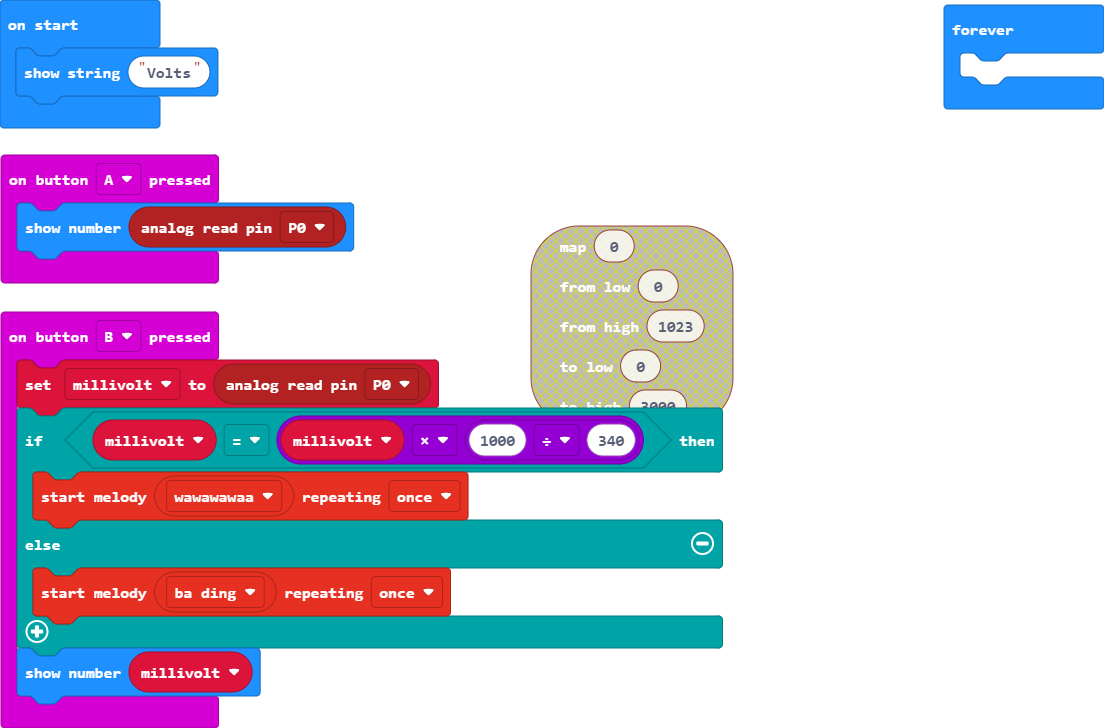 on start
show string "Volts"
forever
on button A pressed
show number analog read pin P0
map 0
from low 0
from high 1023
to low 0
to high 3000
on button B pressed
set millivolt to analog read pin P0
if millivolt = millivolt × 1000 ÷ 340 then
start melody wawawawaa repeating once
else
start melody ba ding repeating once
show number millivolt